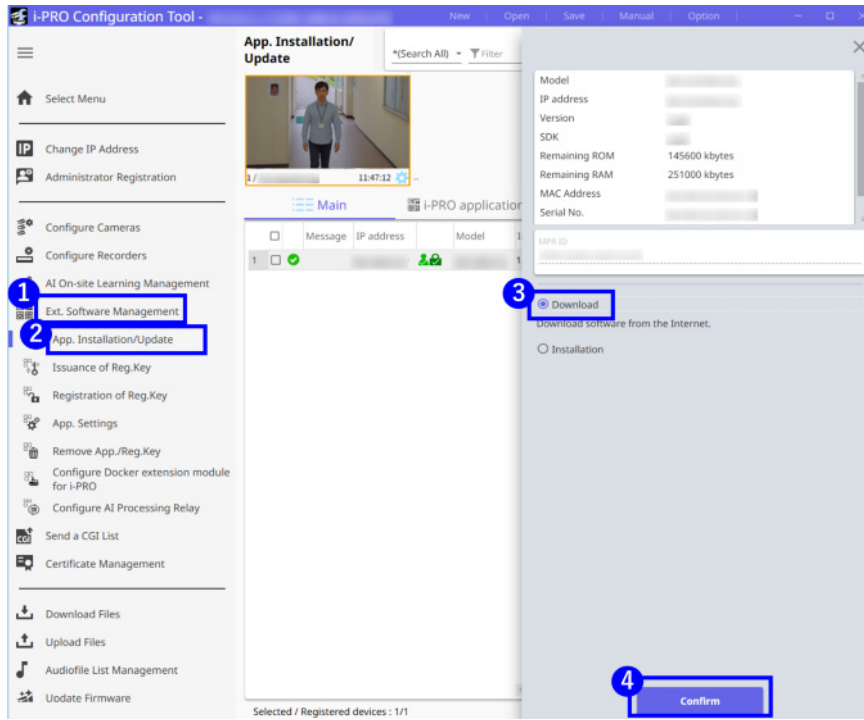 i-PRO Configuration Tool -
New Open Save Manual Option
App. Installation/
Update
*(Search All) Filter
Select Menu
Change IP Address
Administrator Registration
Configure Cameras
Configure Recorders
AI On-site Learning Management
1
Ext. Software Management
2
App. Installation/Update
Issuance of Reg.Key
Registration of Reg.Key
App. Settings
Remove App./Reg.Key
Configure Docker extension module
for i-PRO
Configure AI Processing Relay
Send a CGI List
Certificate Management
Download Files
Upload Files
Audiofile List Management
Update Firmware
1/ 11:47:12
Main i-PRO application
Message IP address Model
1 1
Selected / Registered devices : 1/1
Model
IP address
Version
SDK
Remaining ROM 145600 kbytes
Remaining RAM 251000 kbytes
MAC Address
Serial No.
MPR ID
3
Download
Download software from the Internet.
Installation
4
Confirm